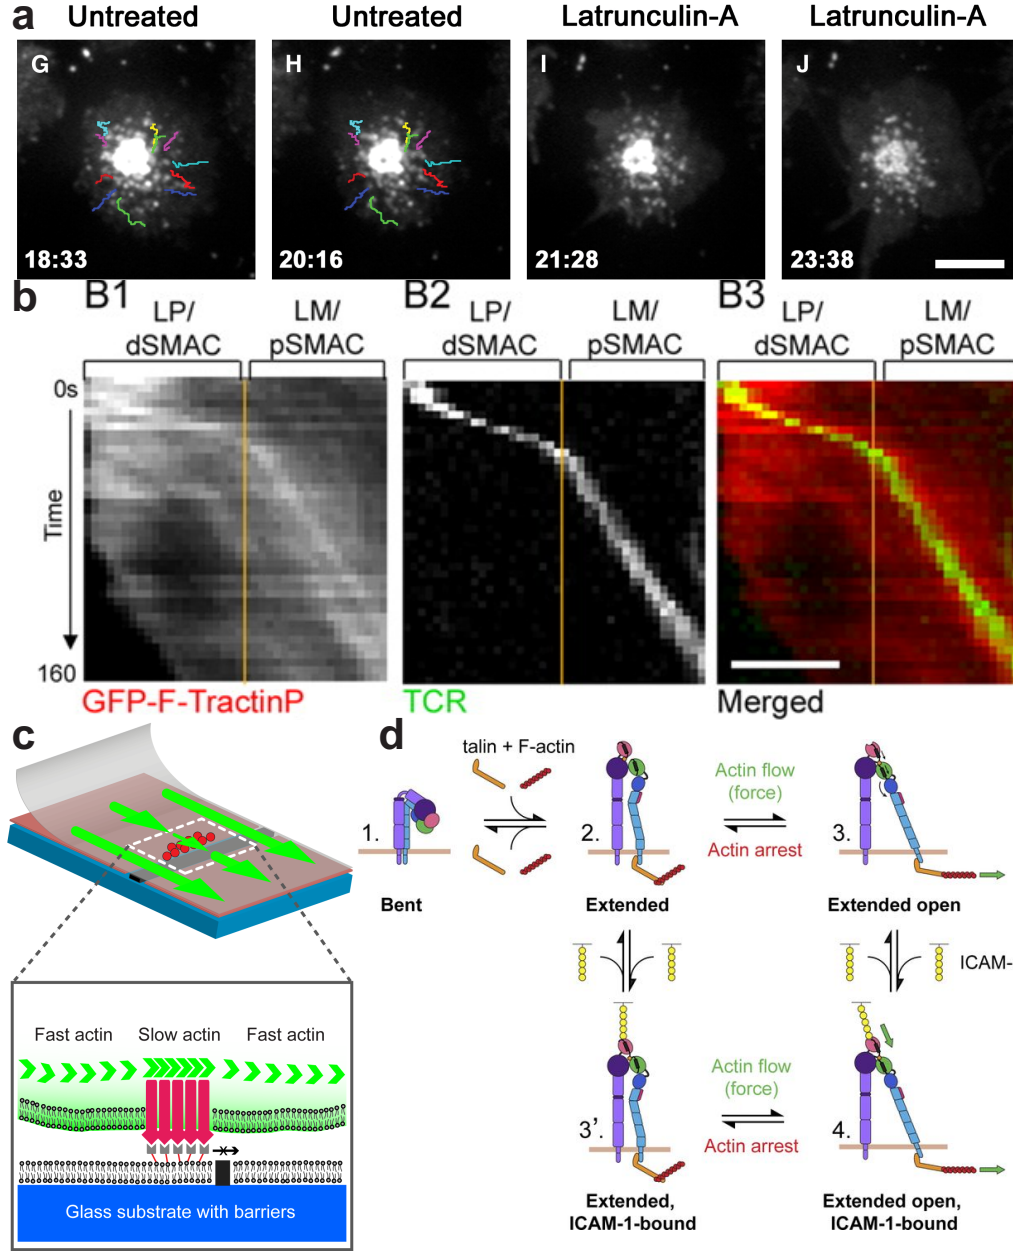 a
Untreated
Untreated
Latrunculin-A
Latrunculin-A
G
H
I
J
18:33
20:16
21:28
23:38
b
B1
B2
B3
LP/
dSMAC
LM/
pSMAC
LP/
dSMAC
LM/
pSMAC
LP/
dSMAC
LM/
pSMAC
0s
Time
160
GFP-F-TractinP
TCR
Merged
c
Fast actin
Slow actin
Fast actin
Glass substrate with barriers
d
talin + F-actin
1.
2.
3.
Actin flow
(force)
Actin arrest
Bent
Extended
Extended open
ICAM-
3'.
4.
Actin flow
(force)
Actin arrest
Extended,
ICAM-1-bound
Extended open,
ICAM-1-bound